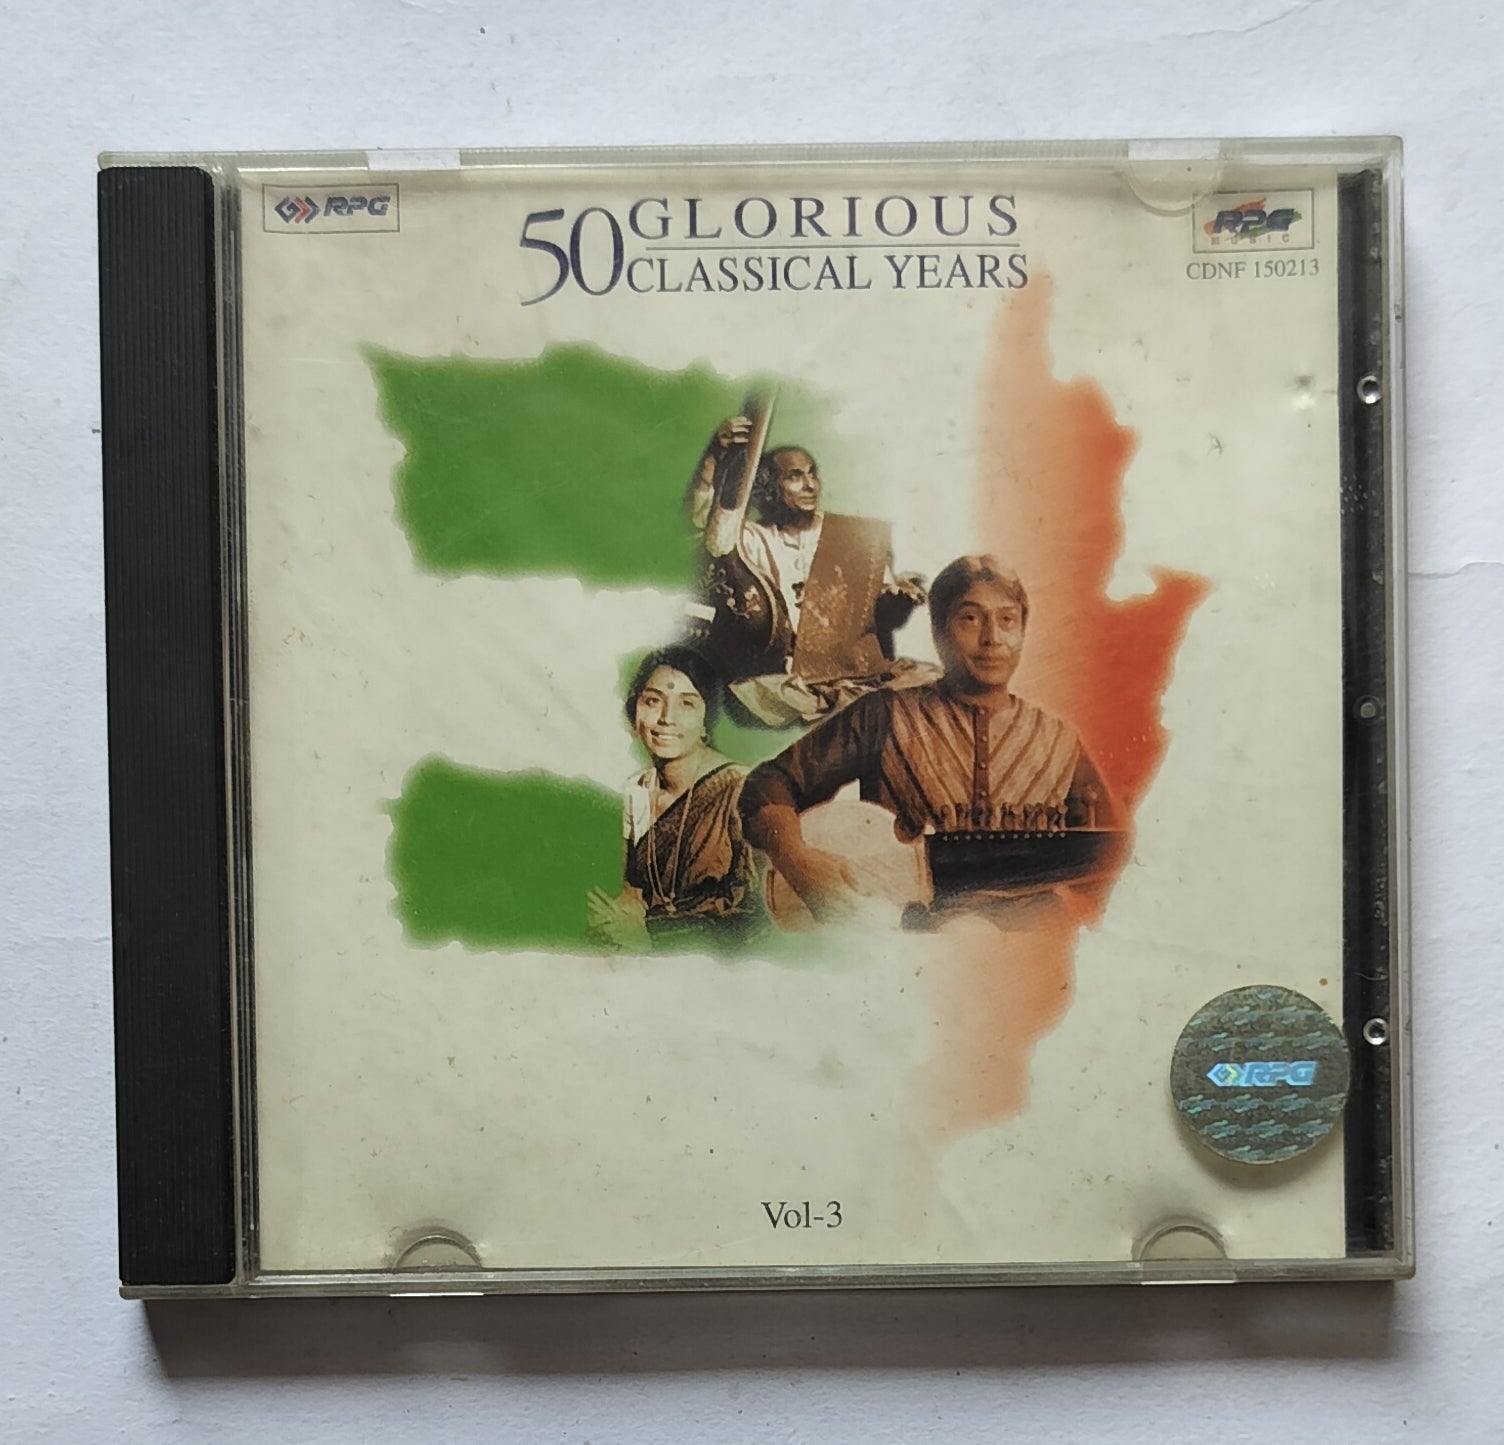 RPG
50 GLORIOUS
CLASSICAL YEARS
RPG
MUSIC
CDNF 150213
RPG
Vol-3